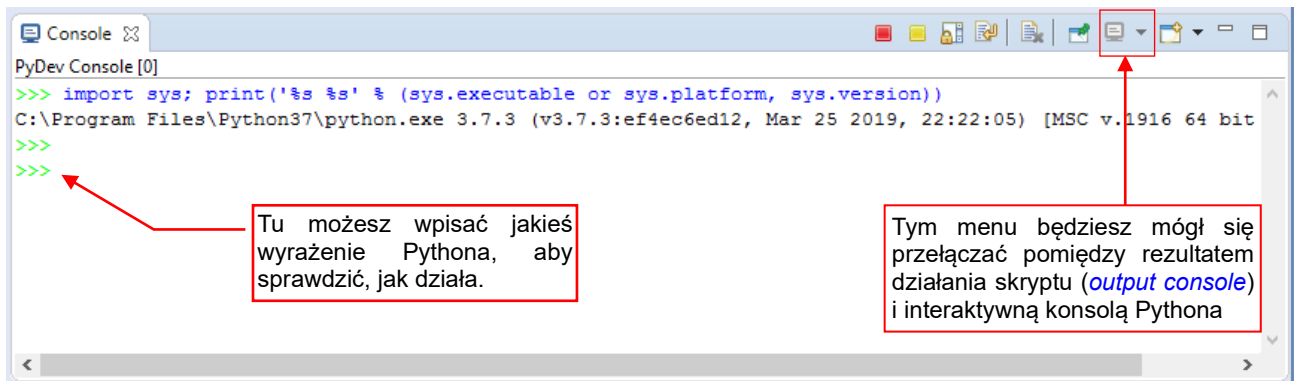 Console
PyDev Console [0]
>>> import sys; print('%s %s' % (sys.executable or sys.platform, sys.version))
C:\Program Files\Python37\python.exe 3.7.3 (v3.7.3:ef4ec6ed12, Mar 25 2019, 22:22:05) [MSC v.1916 64 bit
>>>
>>>
Tu możesz wpisać jakieś
wyrażenie Pythona, aby
sprawdzić, jak działa.
Tym menu będziesz mógł się
przełączać pomiędzy rezultatem
działania skryptu (output console)
i interaktywną konsolą Pythona